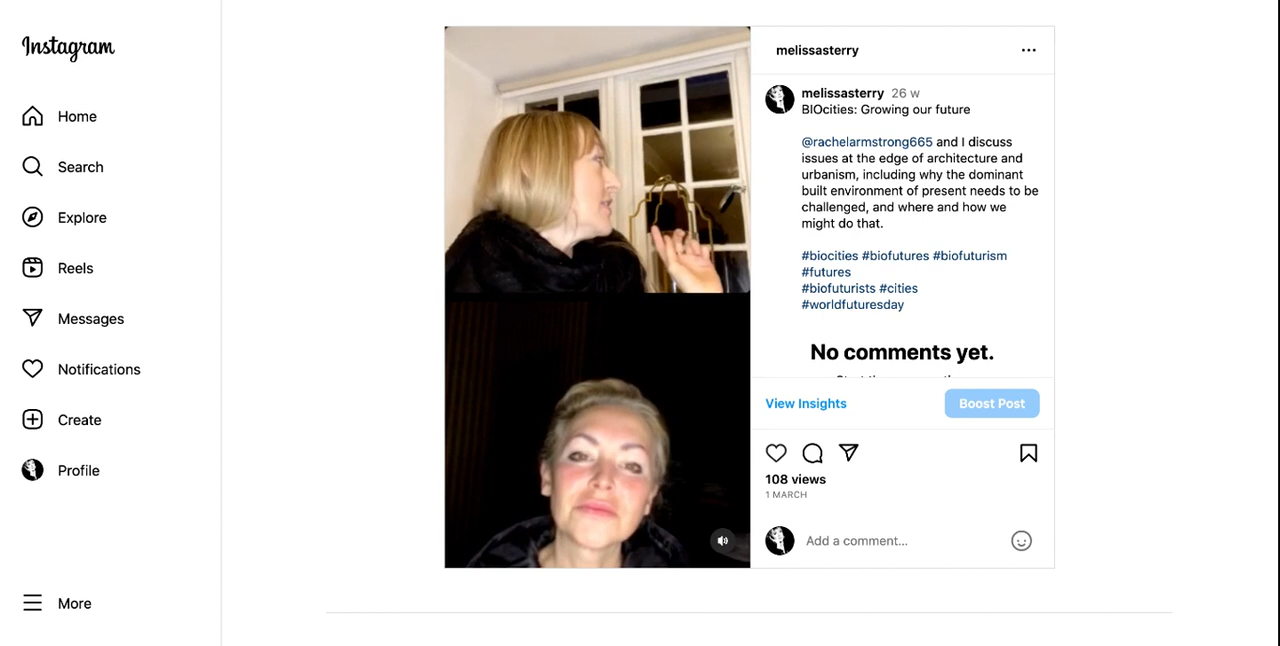 Instagram
Home
Search
Explore
Reels
Messages
Notifications
Create
Profile
More
melissasterry
melissasterry 26 w
BIOcities: Growing our future
@rachelarmstrong665 and I discuss
issues at the edge of architecture and
urbanism, including why the dominant
built environment of present needs to be
challenged, and where and how we
might do that.
#biocities #biofutures #biofuturism
#futures
#biofuturists #cities
#worldfuturesday
No comments yet.
View Insights
Boost Post
108 views
1 MARCH
Add a comment...